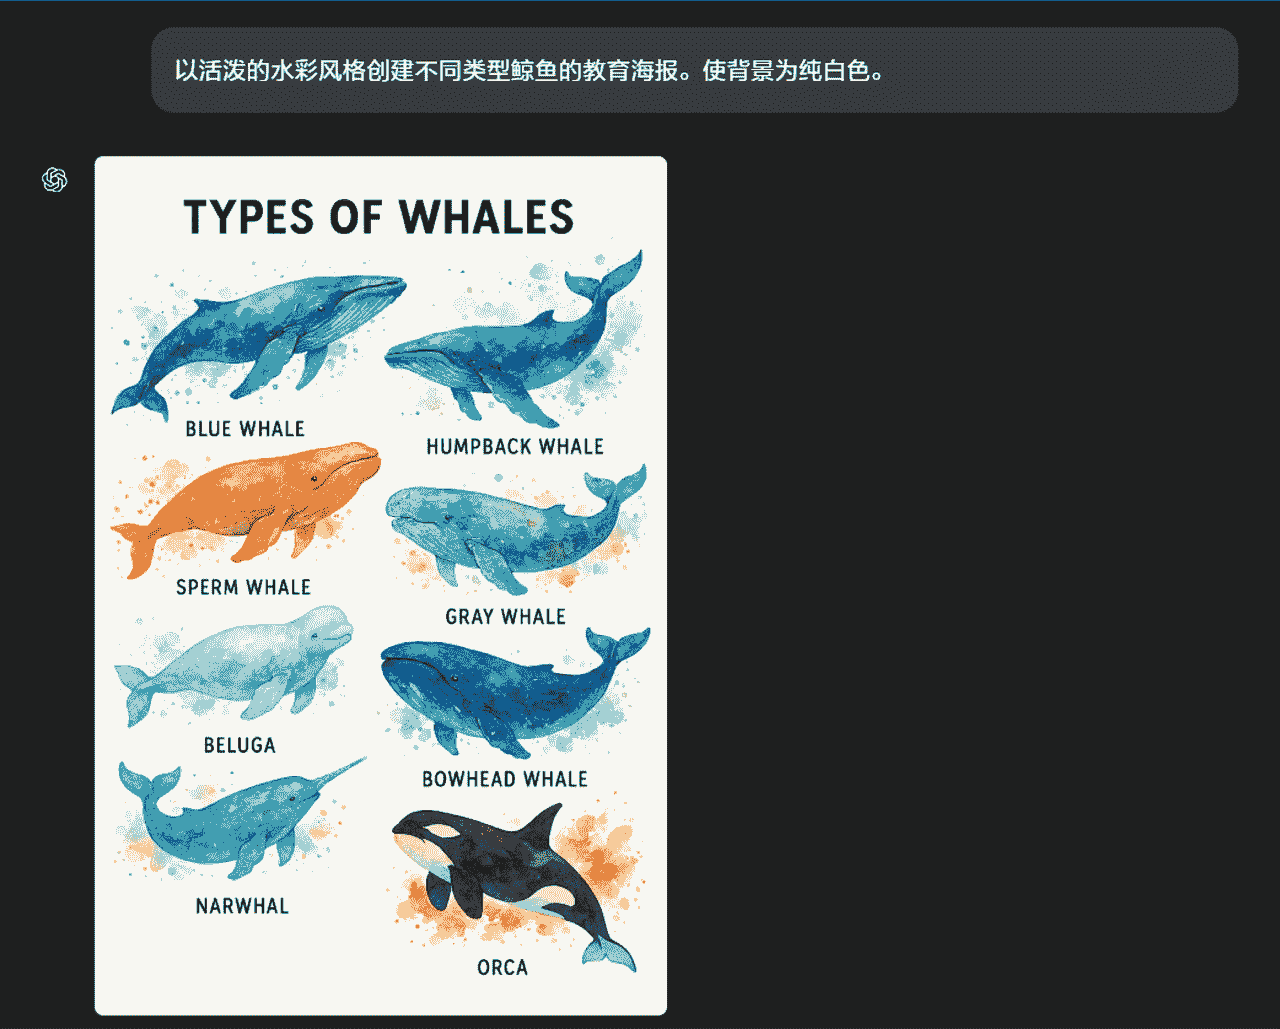 以活泼的水彩风格创建不同类型鲸鱼的教育海报。使背景为纯白色。
TYPES OF WHALES
BLUE WHALE
HUMPBACK WHALE
SPERM WHALE
GRAY WHALE
BELUGA
BOWHEAD WHALE
NARWHAL
ORCA